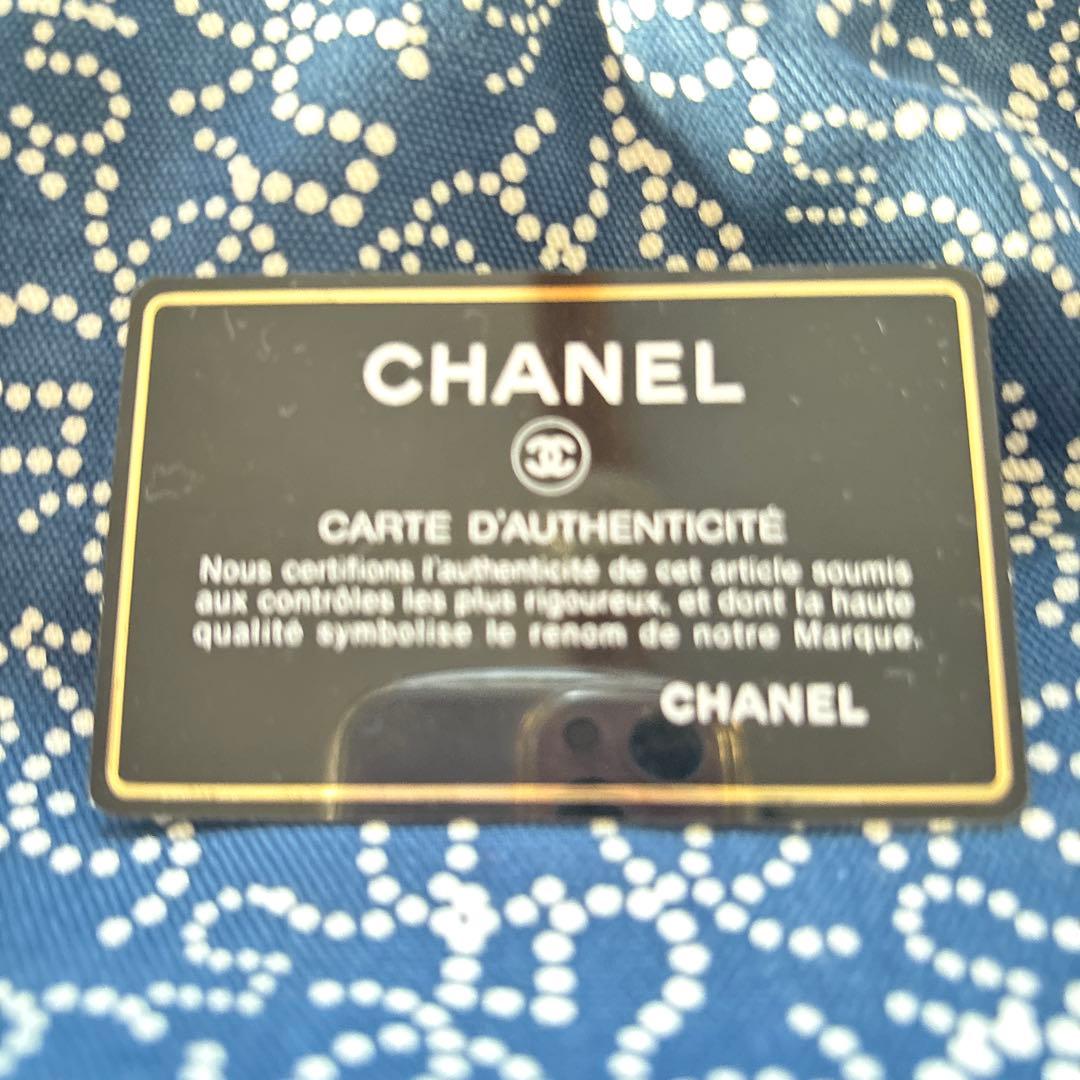 CHANEL
CARTE D'AUTHENTICITÉ
Nous certifions l'authenticité de cet article soumis
aux contrôles les plus rigoureux, et dont la haute
qualité symbolise le renom de notre Marque.
CHANEL